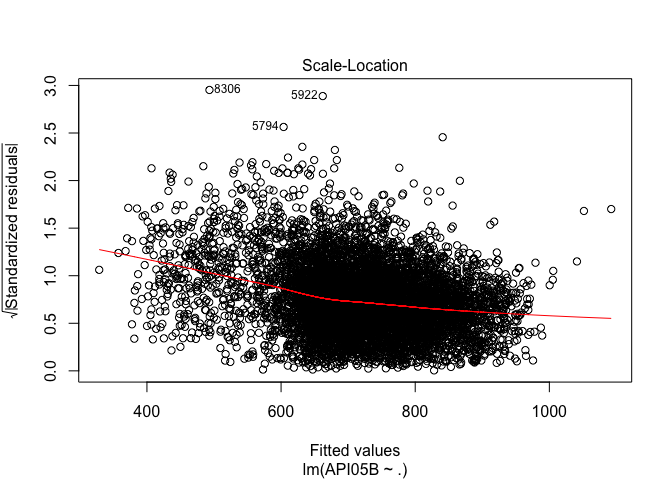 Scale-Location
√|Standardized residuals|
3.0
2.5
2.0
1.5
1.0
0.5
0.0
8306
5922
5794
400 600 800 1000
Fitted values
lm(API05B ~ .)